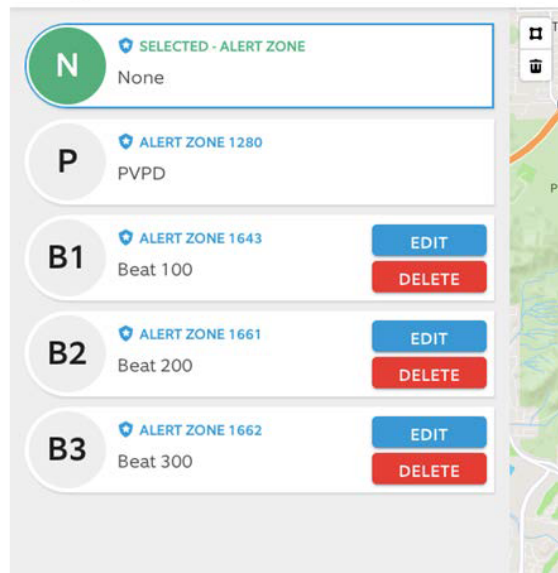 N
SELECTED - ALERT ZONE
None
P
ALERT ZONE 1280
PVPD
B1
ALERT ZONE 1643
Beat 100
EDIT
DELETE
B2
ALERT ZONE 1661
Beat 200
EDIT
DELETE
B3
ALERT ZONE 1662
Beat 300
EDIT
DELETE
T
P